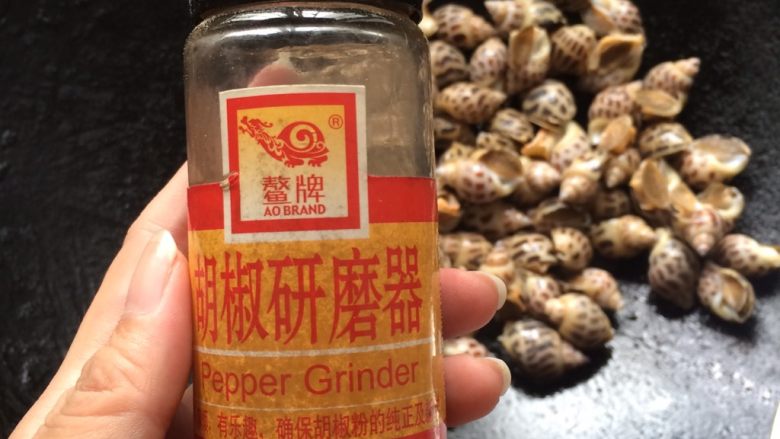 ®
鳌牌
AO BRAND
胡椒研磨器
Pepper Grinder
有乐趣，确保胡椒粉的纯正及